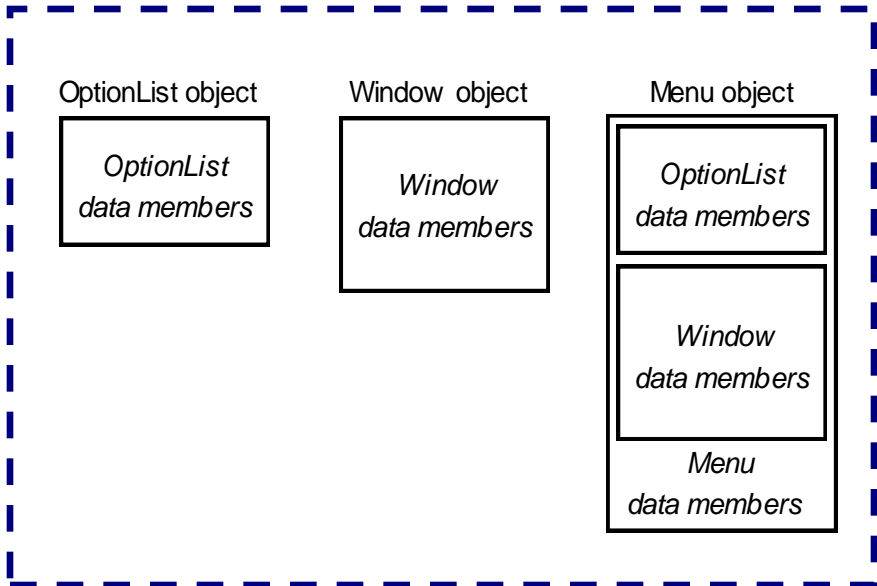 OptionList object
OptionList
data members
Window object
Window
data members
Menu object
OptionList
data members
Window
data members
Menu
data members